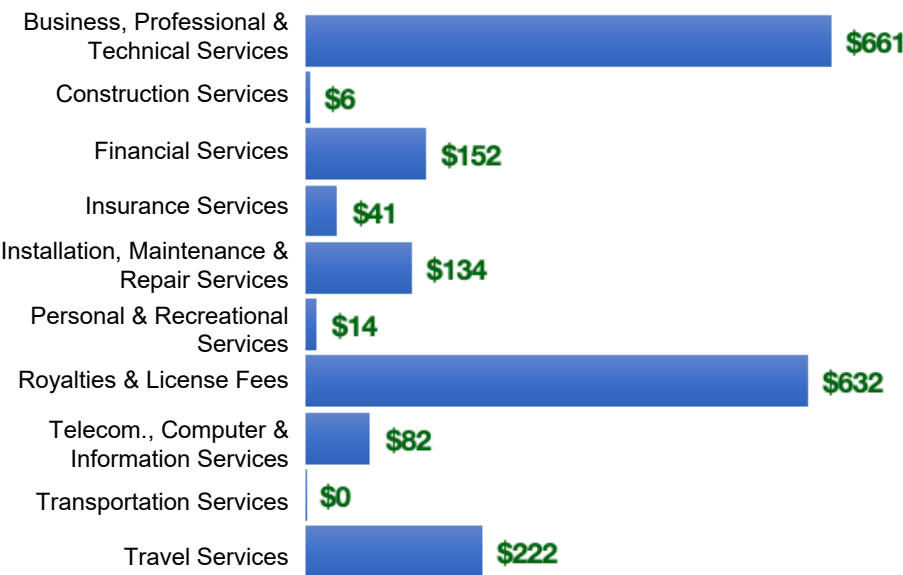 Business, Professional &
Technical Services
$661
Construction Services
$6
Financial Services
$152
Insurance Services
$41
Installation, Maintenance &
Repair Services
$134
Personal & Recreational
Services
$14
Royalties & License Fees
$632
Telecom., Computer &
Information Services
$82
Transportation Services
$0
Travel Services
$222